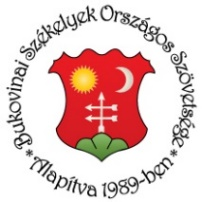 Bukovinai Székelyek Országos Szövetsége
* Alapítva 1989-ben *